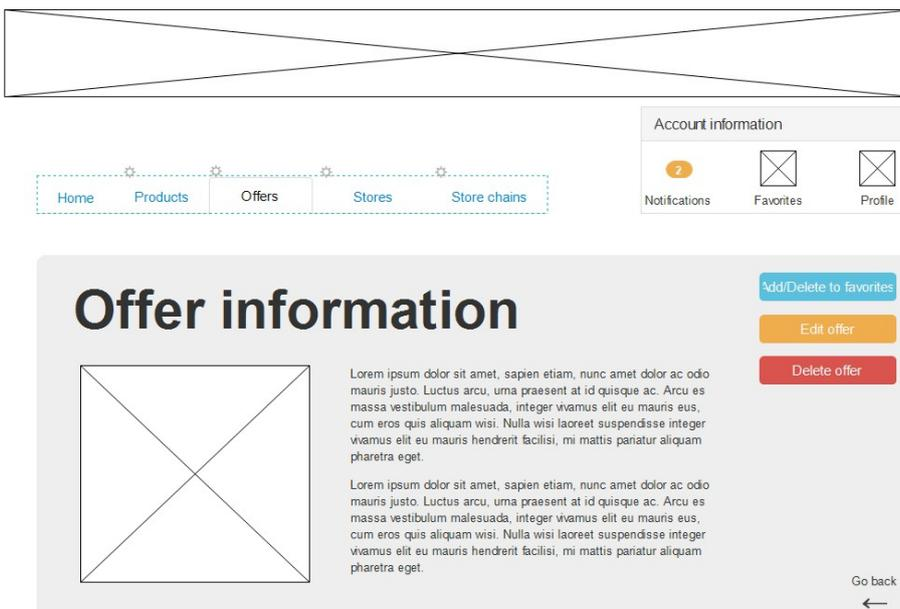 Account information
2
Notifications
Favorites
Profile
Home
Products
Offers
Stores
Store chains
Offer information
Add/Delete to favorites
Edit offer
Delete offer
Lorem ipsum dolor sit amet, sapien etiam, nunc amet dolor ac odio
mauris justo. Luctus arcu, urna praesent at id quisque ac. Arcu es
massa vestibulum malesuada, integer vivamus elit eu mauris eus,
cum eros quis aliquam wisi. Nulla wisi laoreet suspendisse integer
vivamus elit eu mauris hendrerit facilisi, mi mattis pariatur aliquam
pharetra eget.
Lorem ipsum dolor sit amet, sapien etiam, nunc amet dolor ac odio
mauris justo. Luctus arcu, urna praesent at id quisque ac. Arcu es
massa vestibulum malesuada, integer vivamus elit eu mauris eus,
cum eros quis aliquam wisi. Nulla wisi laoreet suspendisse integer
vivamus elit eu mauris hendrerit facilisi, mi mattis pariatur aliquam
pharetra eget.
Go back